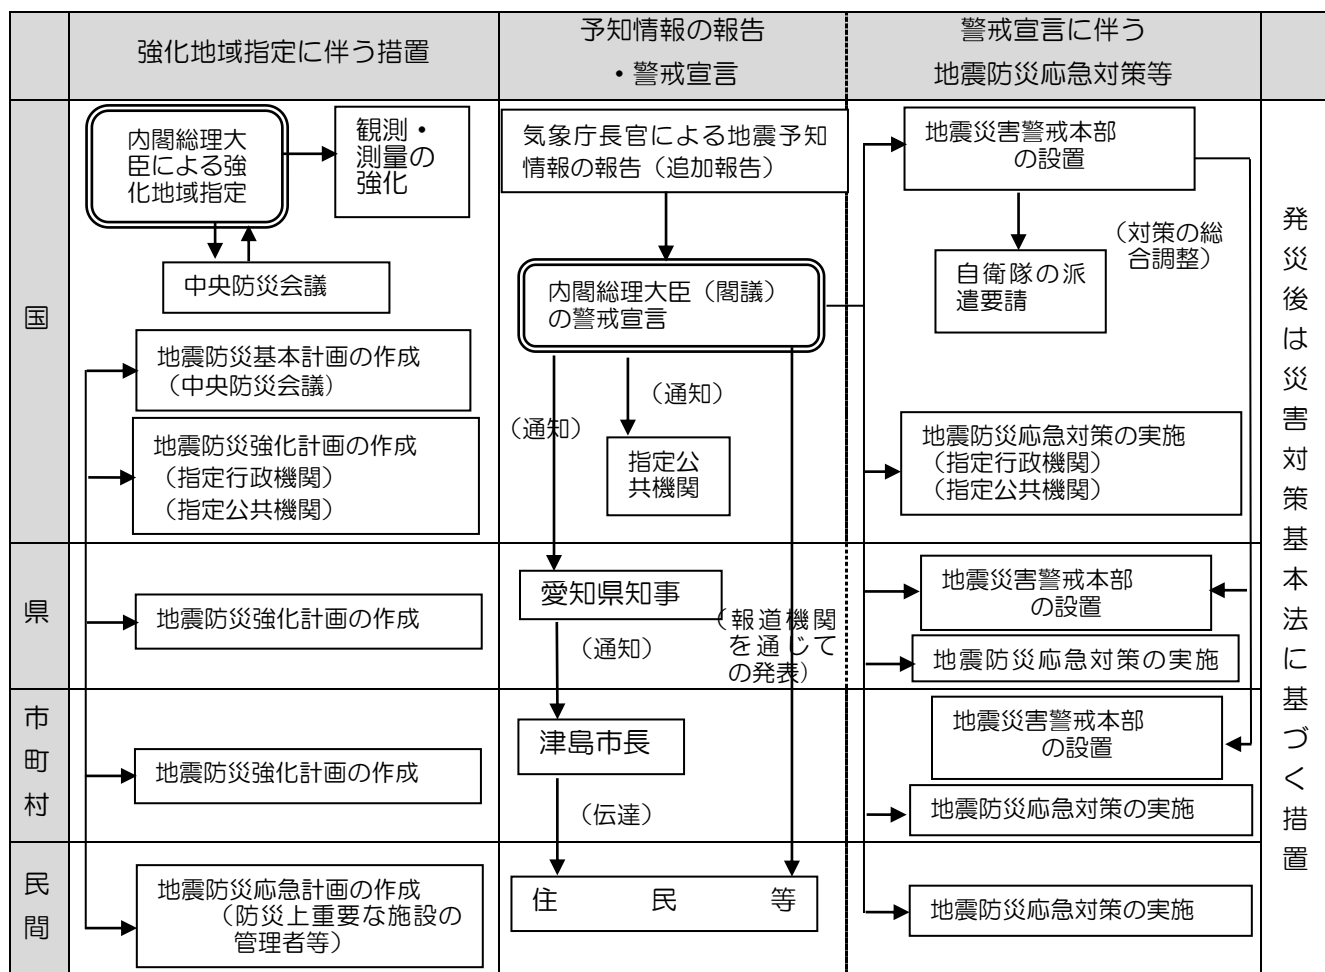 強化地域指定に伴う措置
予知情報の報告
・警戒宣言
警戒宣言に伴う
地震防災応急対策等
国
内閣総理大
臣による強
化地域指定
観測・
測量の
強化
中央防災会議
地震防災基本計画の作成
（中央防災会議）
地震防災強化計画の作成
（指定行政機関）
（指定公共機関）
気象庁長官による地震予知
情報の報告（追加報告）
内閣総理大臣（閣議）
の警戒宣言
（通知）
（通知）
指定公
共機関
地震災害警戒本部
の設置
（対策の総
合調整）
自衛隊の派
遣要請
地震防災応急対策の実施
（指定行政機関）
（指定公共機関）
県
地震防災強化計画の作成
愛知県知事
（通知）
（報道機関
を通じて
の発表）
地震災害警戒本部
の設置
地震防災応急対策の実施
市町村
地震防災強化計画の作成
津島市長
（伝達）
地震災害警戒本部
の設置
地震防災応急対策の実施
民間
地震防災応急計画の作成
（防災上重要な施設の
管理者等）
住民等
地震防災応急対策の実施
発災後は災害対策基本法に基づく措置